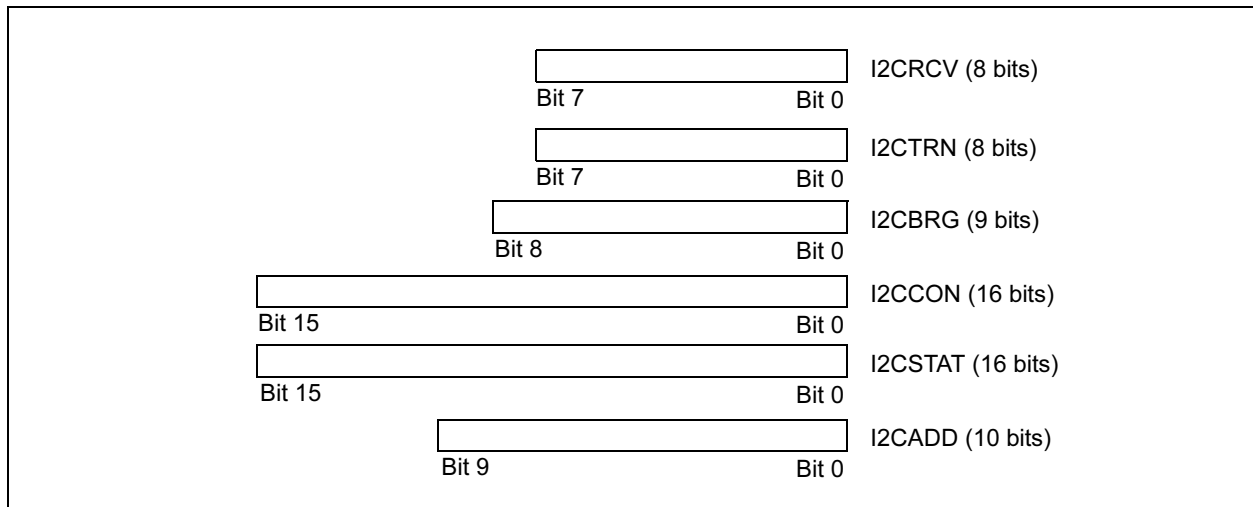 I2CRCV (8 bits)
Bit 7 Bit 0
I2CTRN (8 bits)
Bit 7 Bit 0
I2CBRG (9 bits)
Bit 8 Bit 0
I2CCON (16 bits)
Bit 15 Bit 0
I2CSTAT (16 bits)
Bit 15 Bit 0
I2CADD (10 bits)
Bit 9 Bit 0